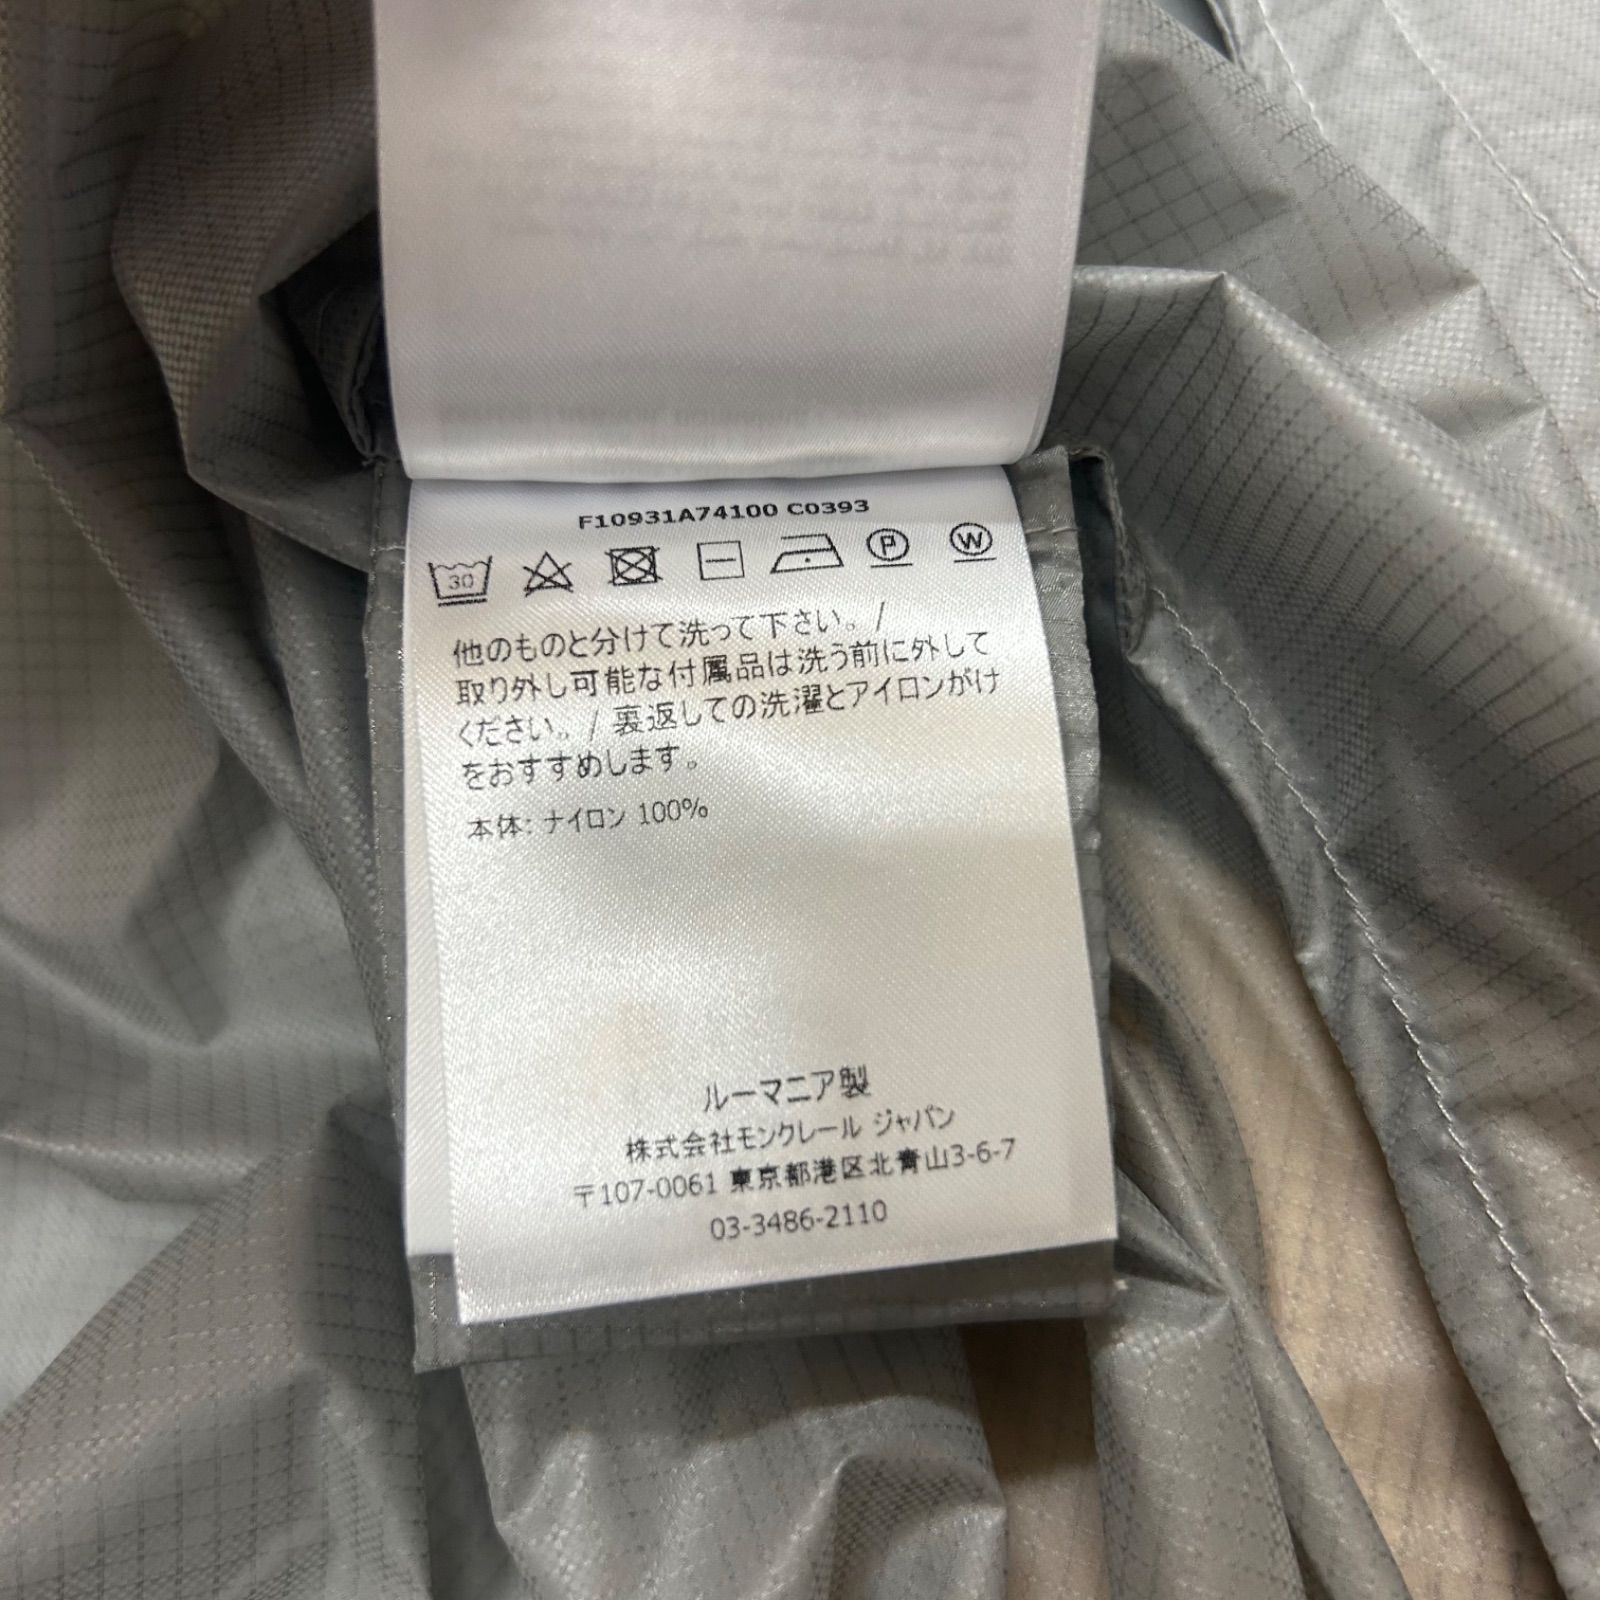 F10931A74100 C0393
30 P W
他のものと分けて洗って下さい。/
取り外し可能な付属品は洗う前に外して
ください。/ 裏返しての洗濯とアイロンがけ
をおすすめします。
本体: ナイロン 100%
ルーマニア製
株式会社モンクレール ジャパン
〒107-0061 東京都港区北青山3-6-7
03-3486-2110